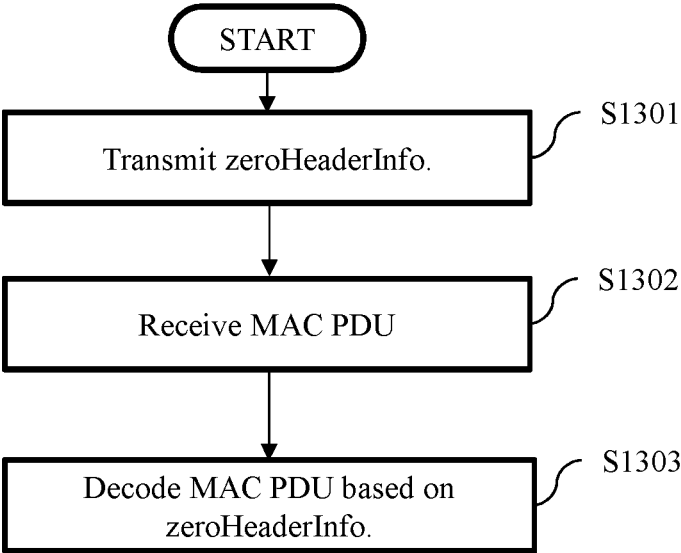 START
S1301
Transmit zeroHeaderInfo.
S1302
Receive MAC PDU
S1303
Decode MAC PDU based on
zeroHeaderInfo.